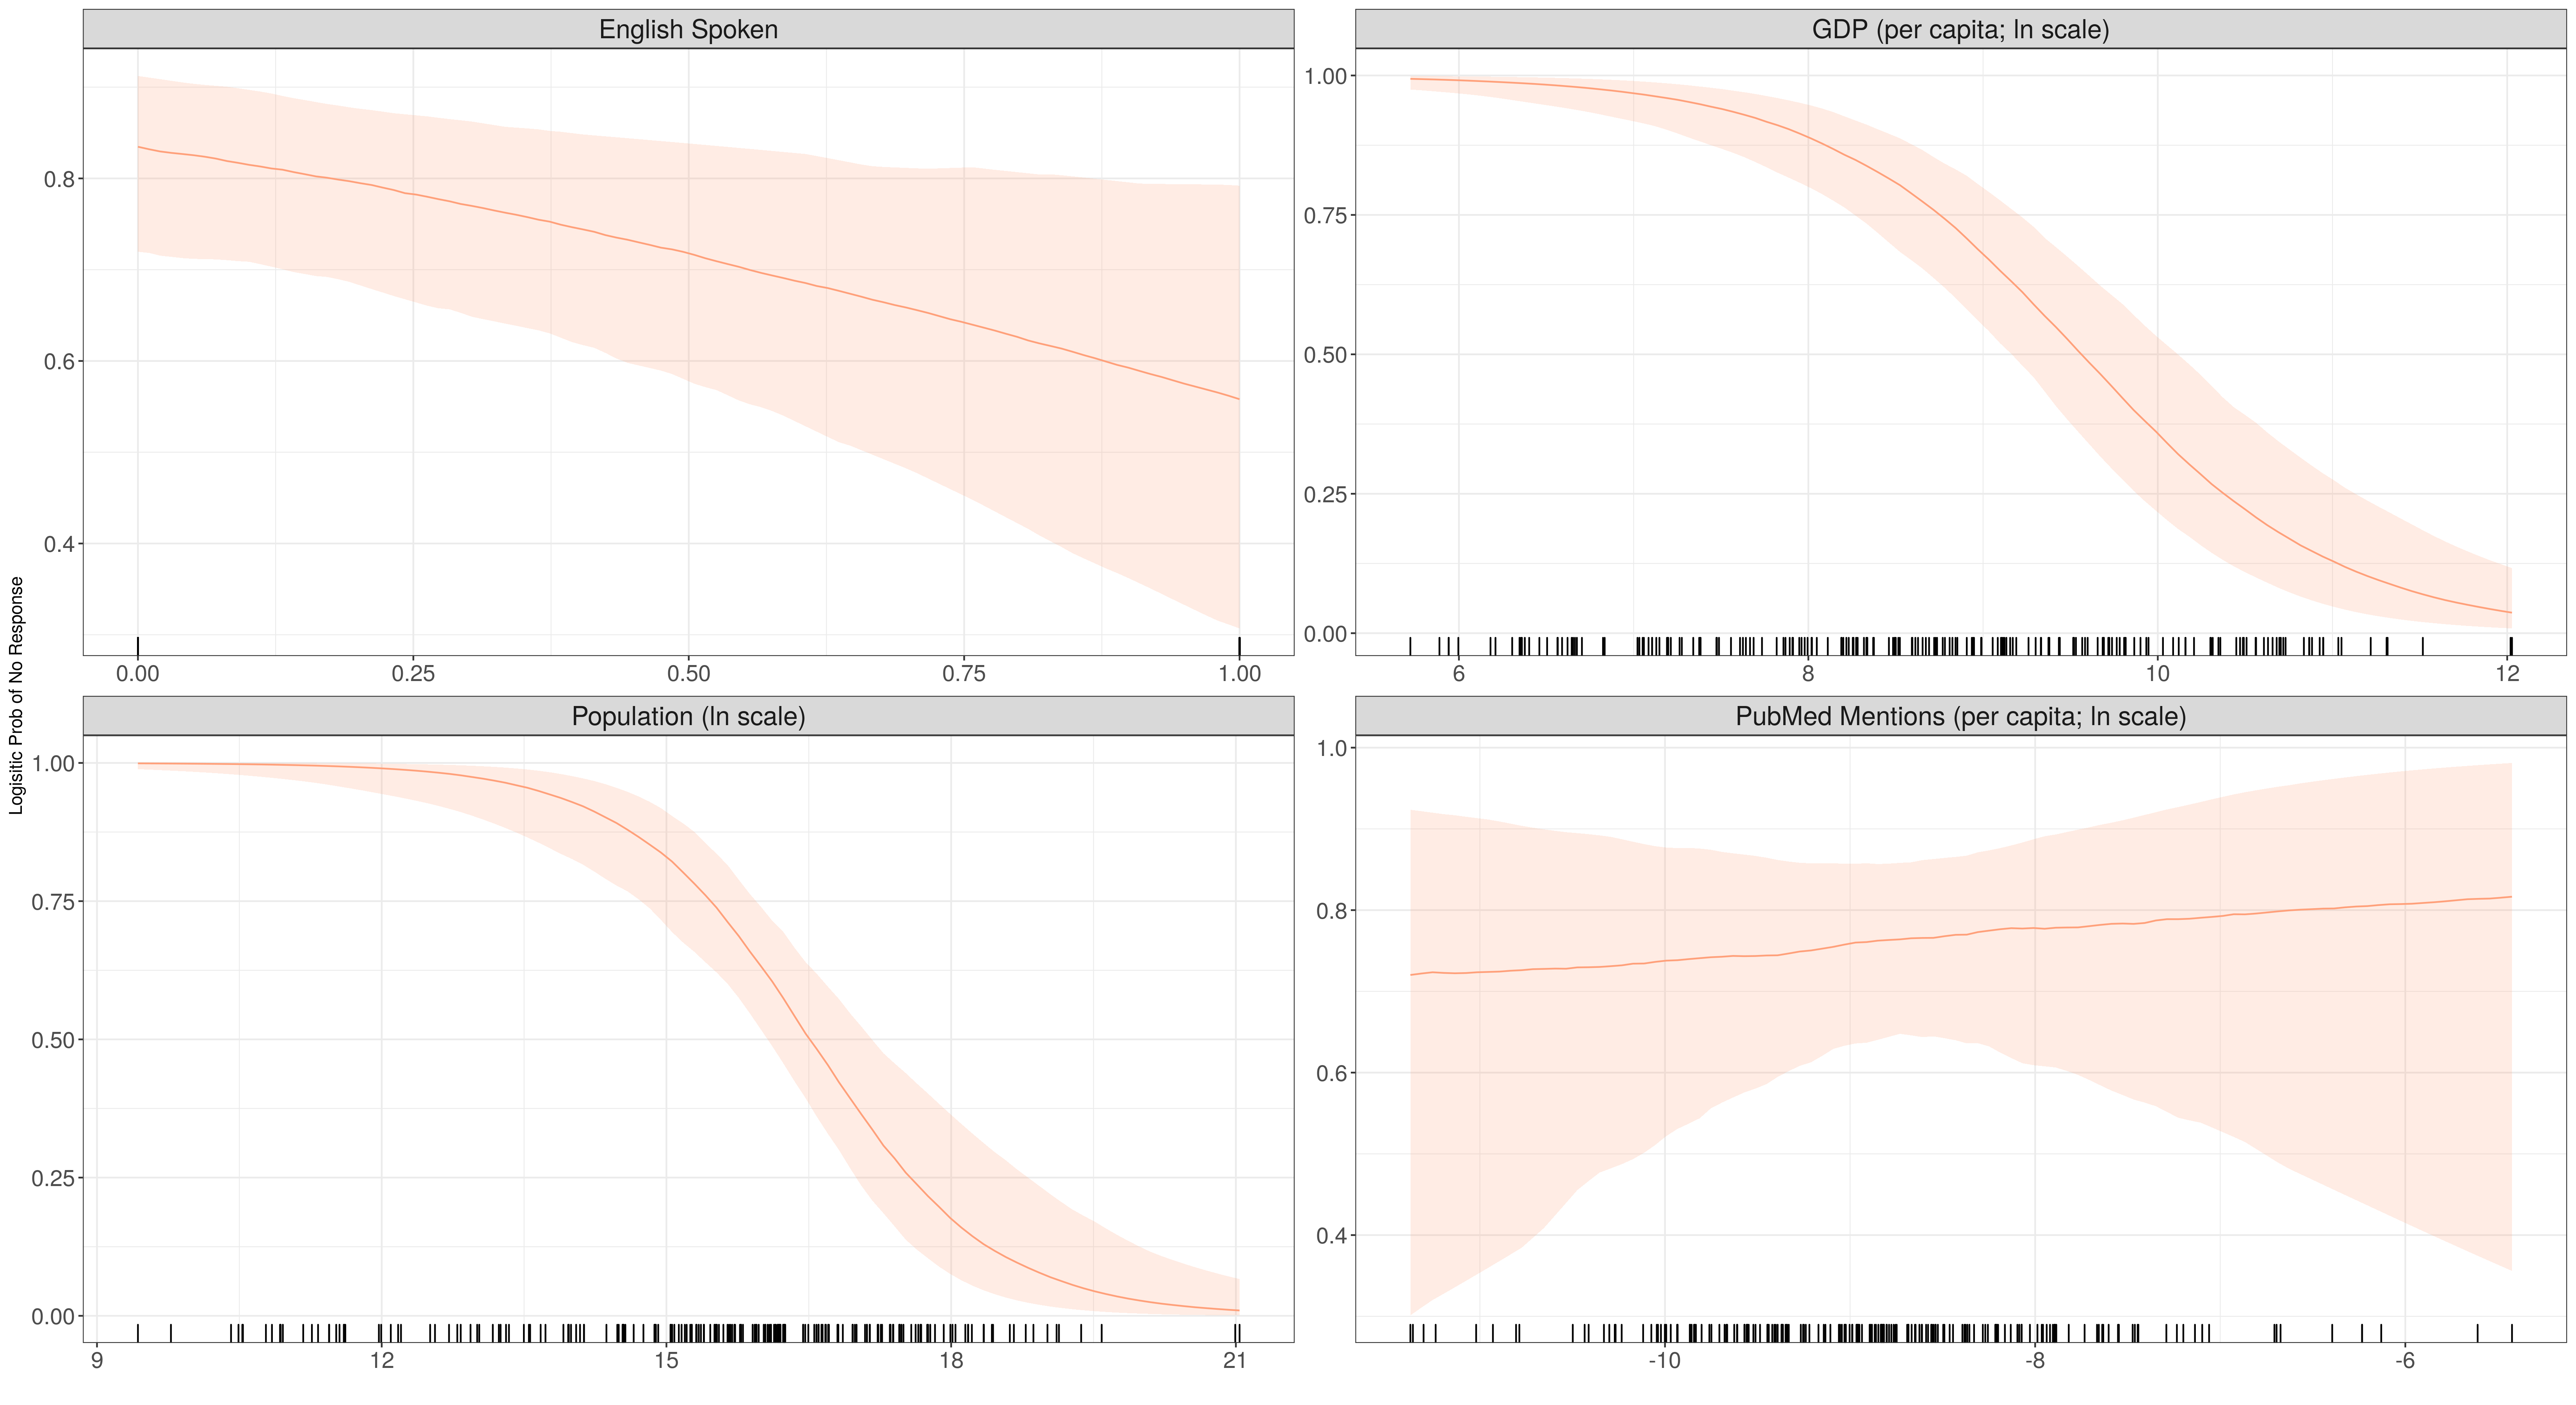 Logisitic Prob of No Response
English Spoken
0.8
0.6
0.4
0.00 0.25 0.50 0.75 1.00
GDP (per capita; ln scale)
1.00
0.75
0.50
0.25
0.00
6 8 10 12
Population (ln scale)
1.00
0.75
0.50
0.25
0.00
9 12 15 18 21
PubMed Mentions (per capita; ln scale)
1.0
0.8
0.6
0.4
-10 -8 -6